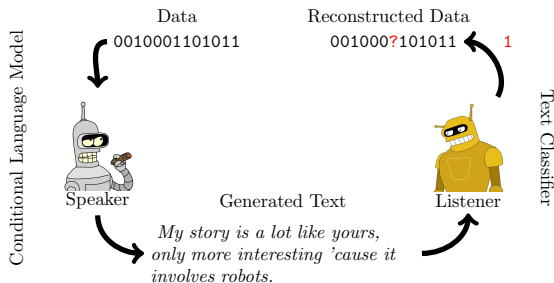 Data
0010001101011
Reconstructed Data
001000?101011
1
Conditional Language Model
Text Classifier
Speaker
Generated Text
Listener
My story is a lot like yours,
only more interesting 'cause it
involves robots.